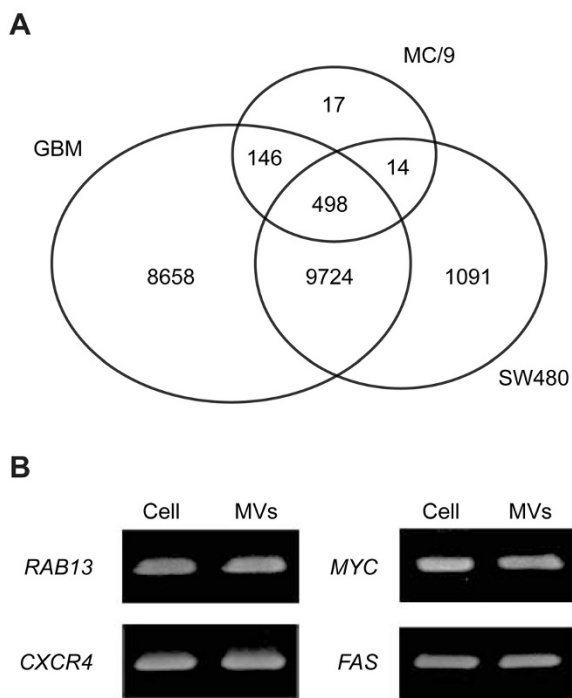 A
MC/9
17
GBM
146
14
498
8658
9724
1091
SW480
B
Cell MVs
Cell MVs
RAB13
MYC
CXCR4
FAS